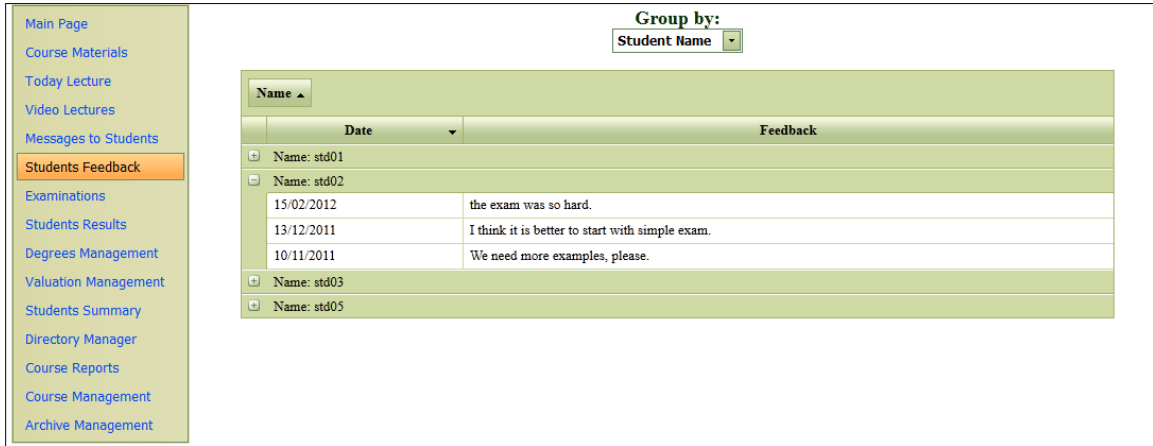 Main Page
Course Materials
Today Lecture
Video Lectures
Messages to Students
Students Feedback
Examinations
Students Results
Degrees Management
Valuation Management
Students Summary
Directory Manager
Course Reports
Course Management
Archive Management
Group by:
Student Name
Name
Date Feedback
Name: std01
Name: std02
15/02/2012 the exam was so hard.
13/12/2011 I think it is better to start with simple exam.
10/11/2011 We need more examples, please.
Name: std03
Name: std05